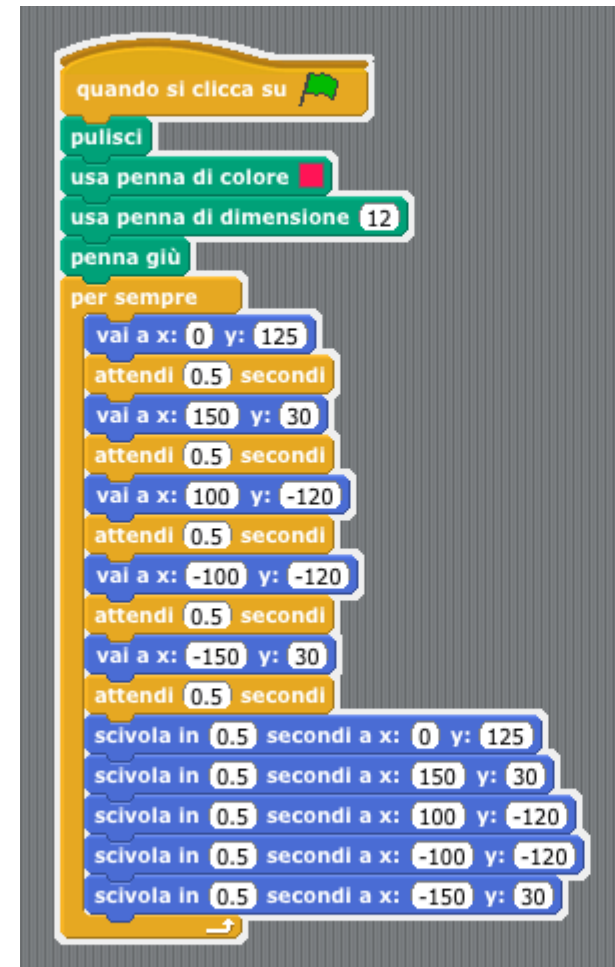 quando si clicca su
pulisci
usa penna di colore
usa penna di dimensione 12
penna giù
per sempre
vai a x: 0 y: 125
attendi 0.5 secondi
vai a x: 150 y: 30
attendi 0.5 secondi
vai a x: 100 y: -120
attendi 0.5 secondi
vai a x: -100 y: -120
attendi 0.5 secondi
vai a x: -150 y: 30
attendi 0.5 secondi
scivola in 0.5 secondi a x: 0 y: 125
scivola in 0.5 secondi a x: 150 y: 30
scivola in 0.5 secondi a x: 100 y: -120
scivola in 0.5 secondi a x: -100 y: -120
scivola in 0.5 secondi a x: -150 y: 30